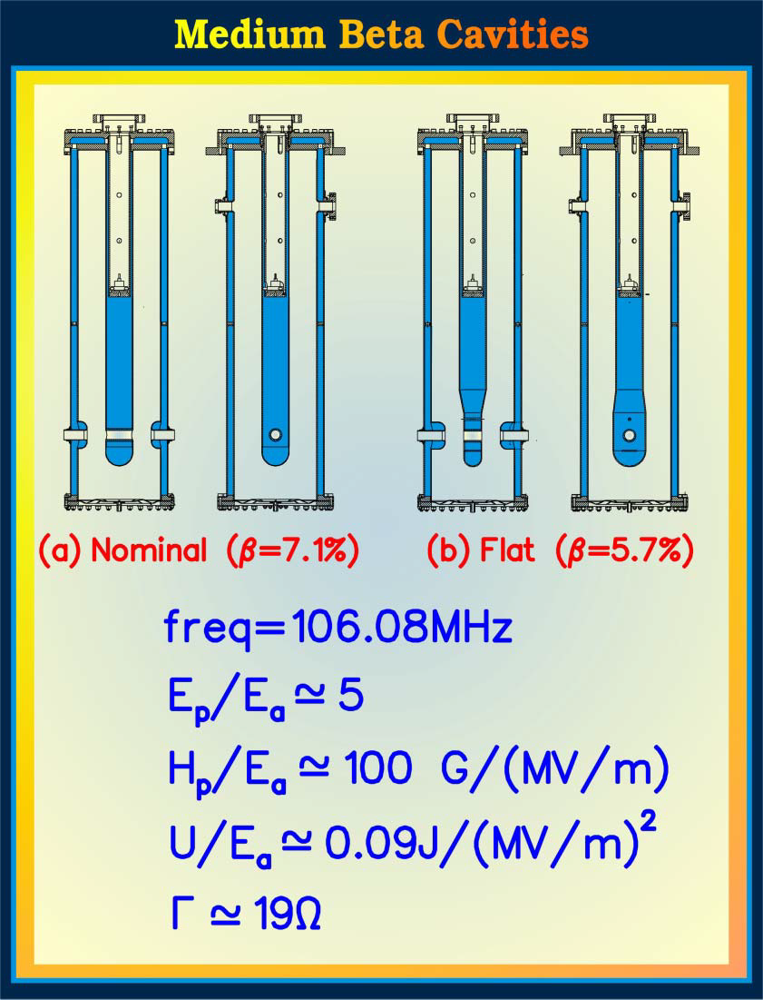 Medium Beta Cavities
(a) Nominal (β=7.1%) (b) Flat (β=5.7%)
freq=106.08MHz
Ep/Ea≃5
Hp/Ea≃100 G/(MV/m)
U/Ea≃0.09J/(MV/m)²
Γ≃19Ω